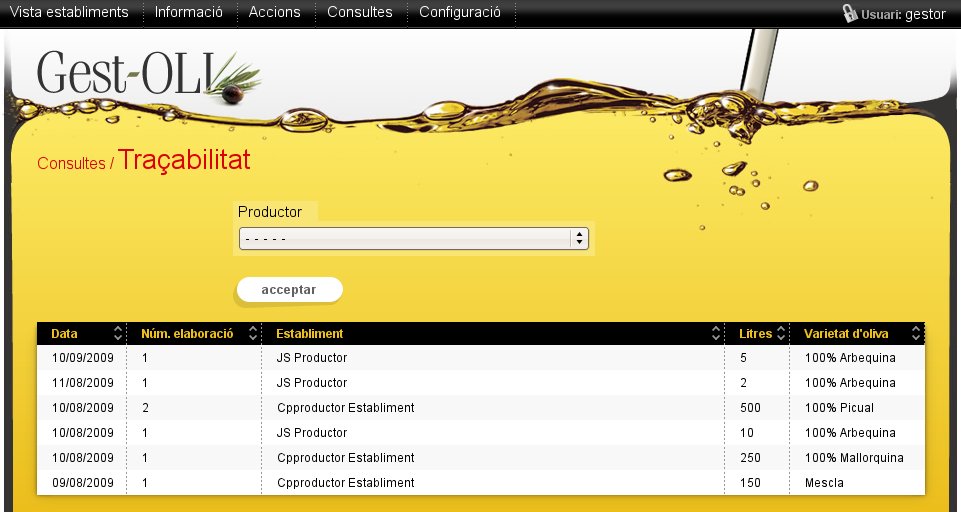 Vista establiments Informació Accions Consultes Configuració Usuari: gestor
Gest-OLI
Consultes / Traçabilitat
Productor
- - - - -
acceptar
Data Núm. elaboració Establiment Litres Varietat d'oliva
10/09/2009 1 JS Productor 5 100% Arbequina
11/08/2009 1 JS Productor 2 100% Arbequina
10/08/2009 2 Cpproductor Establiment 500 100% Picual
10/08/2009 1 JS Productor 10 100% Arbequina
10/08/2009 1 Cpproductor Establiment 250 100% Mallorquina
09/08/2009 1 Cpproductor Establiment 150 Mescla